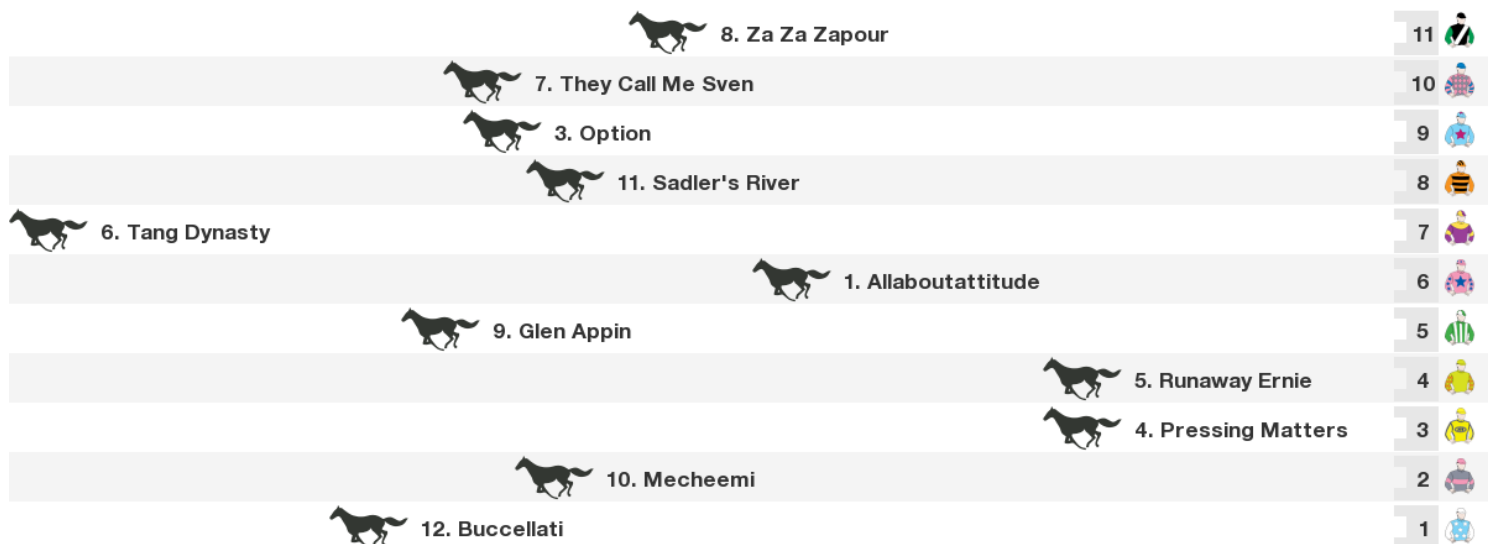 8. Za Za Zapour 11
7. They Call Me Sven 10
3. Option 9
11. Sadler's River 8
6. Tang Dynasty 7
1. Allaboutattitude 6
9. Glen Appin 5
5. Runaway Ernie 4
4. Pressing Matters 3
10. Mecheemi 2
12. Buccellati 1